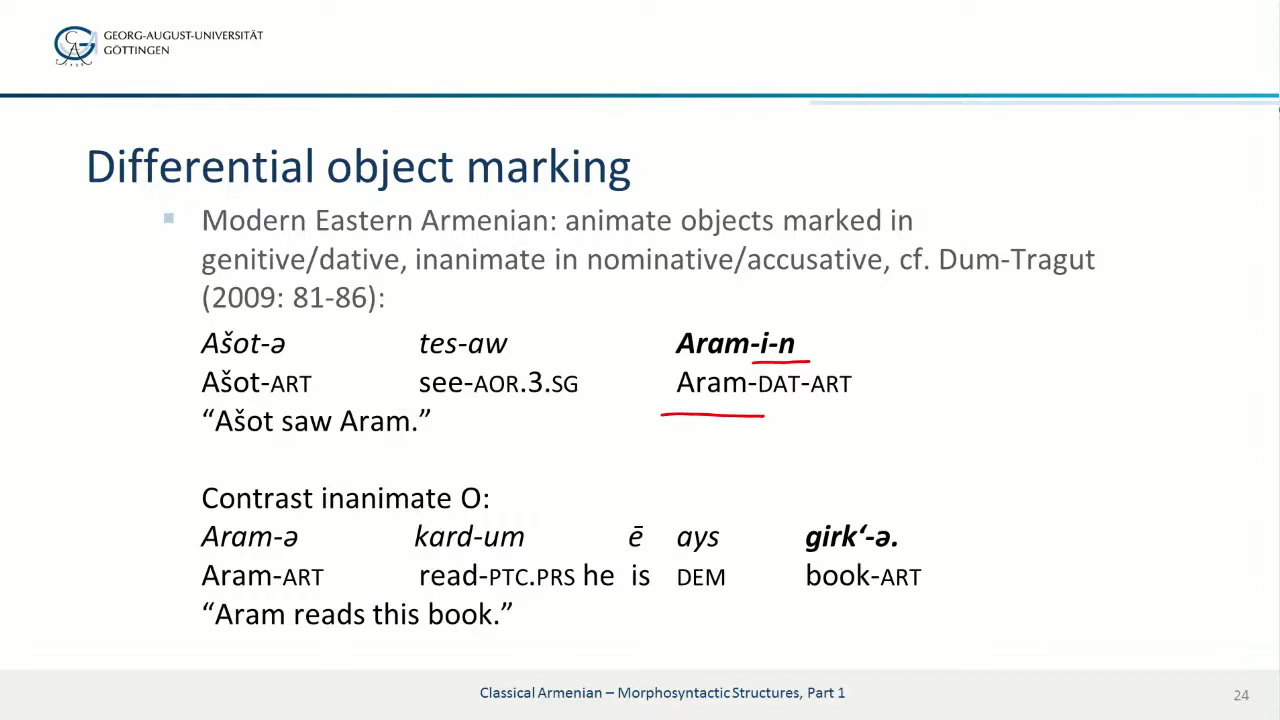 GEORG-AUGUST-UNIVERSITÄT
GÖTTINGEN
Differential object marking
Modern Eastern Armenian: animate objects marked in
genitive/dative, inanimate in nominative/accusative, cf. Dum-Tragut
(2009: 81-86):
Ašot-ə tes-aw Aram-i-n
Ašot-ART see-AOR.3.SG Aram-DAT-ART
“Ašot saw Aram.”
Contrast inanimate O:
Aram-ə kard-um ē ays girk‘-ə.
Aram-ART read-PTC.PRS he is DEM book-ART
“Aram reads this book.”
Classical Armenian – Morphosyntactic Structures, Part 1
24